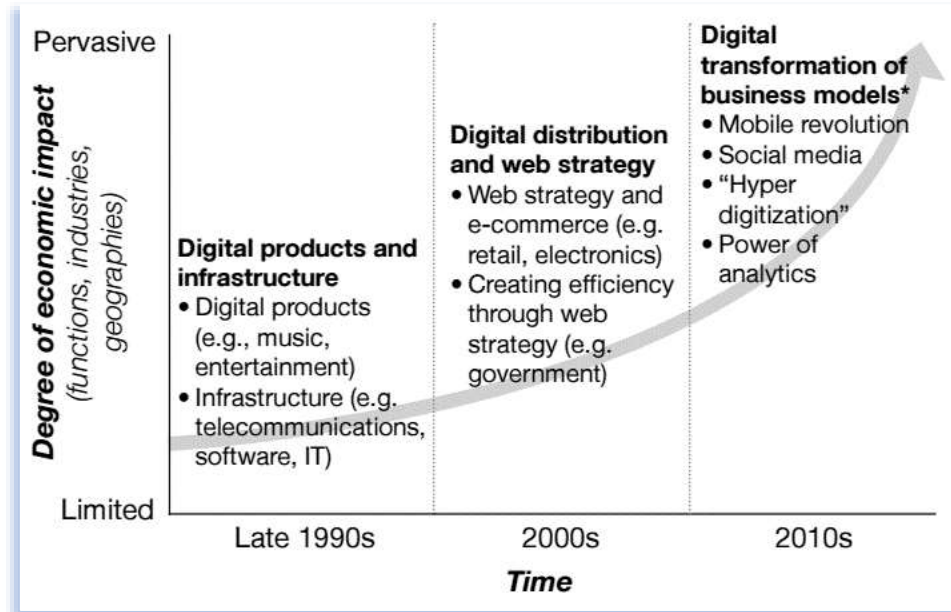 Pervasive
Degree of economic impact
(functions, industries,
geographies)
Limited
Digital products and
infrastructure
• Digital products
(e.g., music,
entertainment)
• Infrastructure (e.g.
telecommunications,
software, IT)
Digital distribution
and web strategy
• Web strategy and
e-commerce (e.g.
retail, electronics)
• Creating efficiency
through web
strategy (e.g.
government)
Digital
transformation of
business models*
• Mobile revolution
• Social media
• “Hyper
digitization”
• Power of
analytics
Late 1990s
2000s
2010s
Time